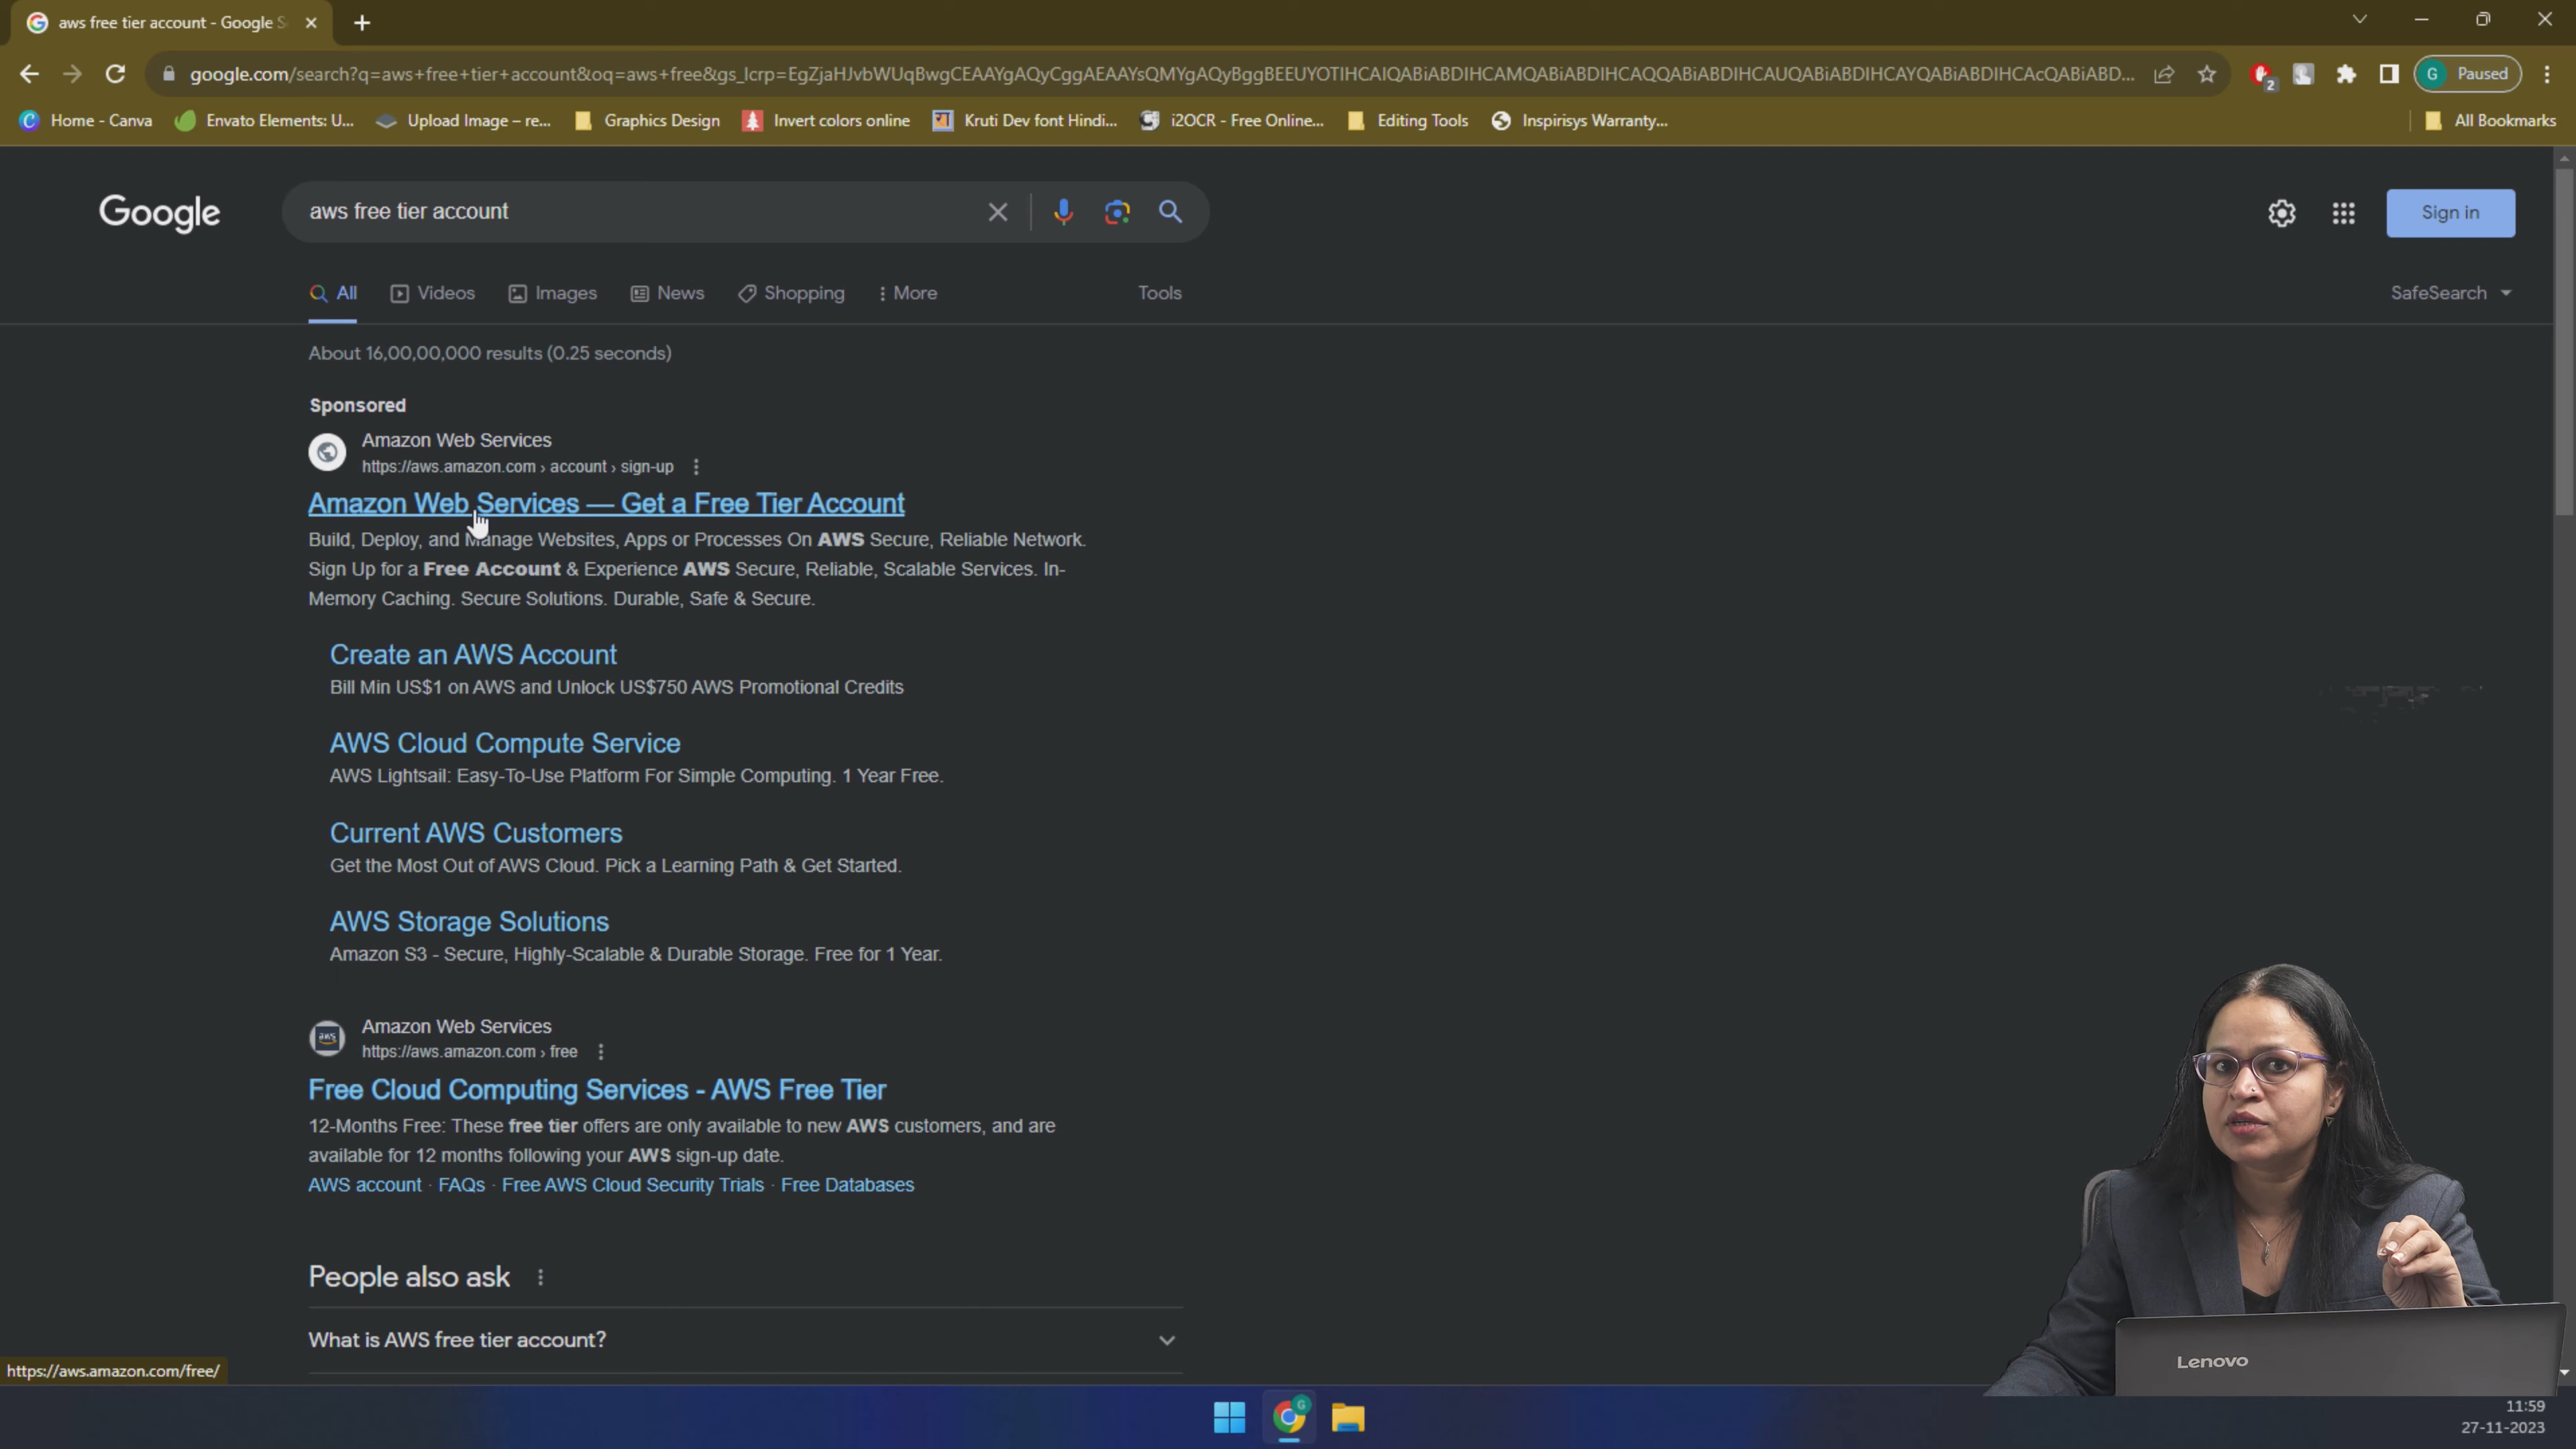 aws free tier account - Google S
google.com/search?q=aws+free+tier+account&oq=aws+free&gs_lcrp=
Paused
Home - Canva
Envato Elements: U...
Upload Image – re...
Graphics Design
Invert colors online
Kruti Dev font Hindi...
i2OCR - Free Online...
Editing Tools
Inspirisys Warranty...
All Bookmarks
Google
aws free tier account
Sign in
All
Videos
Images
News
Shopping
More
Tools
SafeSearch
About 16,00,00,000 results (0.25 seconds)
Sponsored
Amazon Web Services
https://aws.amazon.com › account › sign-up
Amazon Web Services — Get a Free Tier Account
Build, Deploy, and Manage Websites, Apps or Processes On AWS Secure, Reliable Network.
Sign Up for a Free Account & Experience AWS Secure, Reliable, Scalable Services. In-
Memory Caching. Secure Solutions. Durable, Safe & Secure.
Create an AWS Account
Bill Min US$1 on AWS and Unlock US$750 AWS Promotional Credits
AWS Cloud Compute Service
AWS Lightsail: Easy-To-Use Platform For Simple Computing. 1 Year Free.
Current AWS Customers
Get the Most Out of AWS Cloud. Pick a Learning Path & Get Started.
AWS Storage Solutions
Amazon S3 - Secure, Highly-Scalable & Durable Storage. Free for 1 Year.
aws
Amazon Web Services
https://aws.amazon.com › free
Free Cloud Computing Services - AWS Free Tier
12-Months Free: These free tier offers are only available to new AWS customers, and are
available for 12 months following your AWS sign-up date.
AWS account · FAQs · Free AWS Cloud Security Trials · Free Databases
People also ask
What is AWS free tier account?
https://aws.amazon.com/free/
Lenovo
11:59
27-11-2023